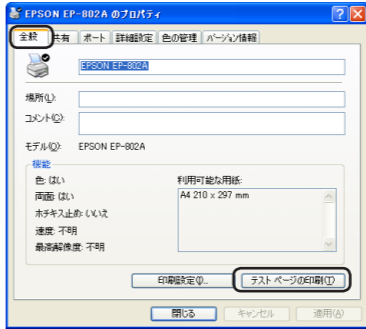 EPSON EP-802A のプロパティ
全般 共有 ポート 詳細設定 色の管理 バージョン情報
EPSON EP-802A
場所(L):
コメント(C):
モデル(O): EPSON EP-802A
機能
色: はい
両面: はい
ホチキス止め: いいえ
速度: 不明
最高解像度: 不明
利用可能な用紙:
A4 210 x 297 mm
印刷設定(I)... テスト ページの印刷(T)
閉じる キャンセル 適用(A)